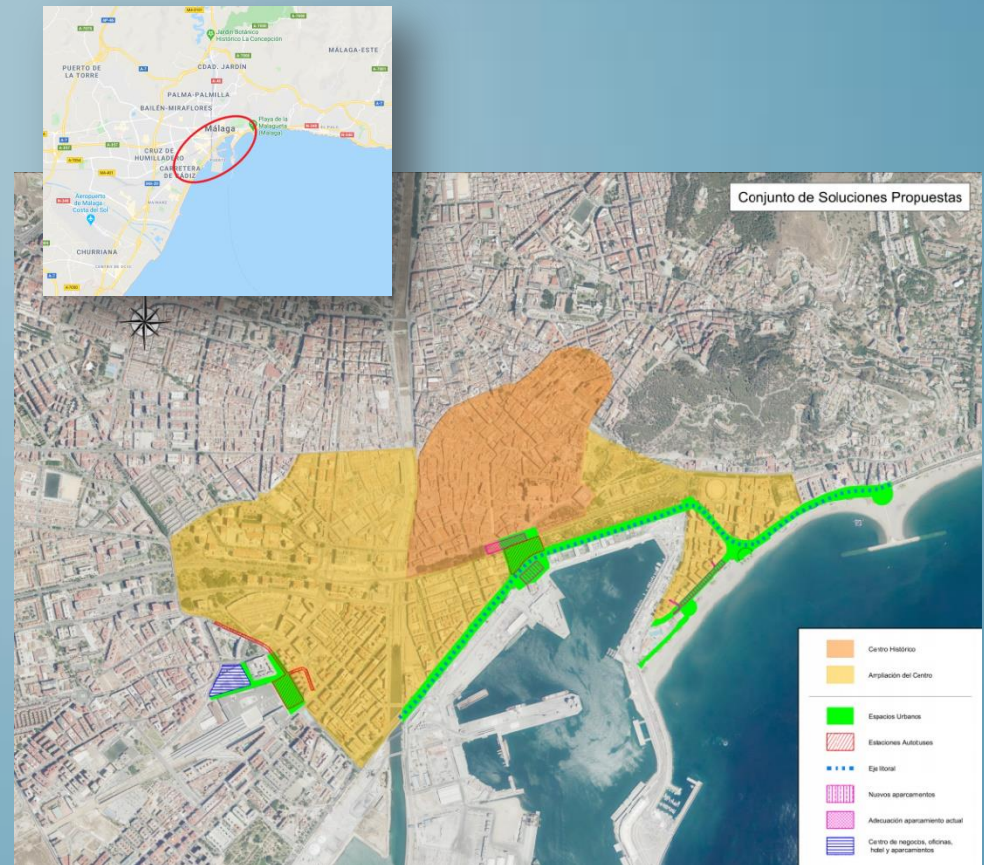 Jardín Botánico
Histórico La Concepción
MÁLAGA-ESTE
PUERTO DE
LA TORRE
CDAD. JARDÍN
PALMA-PALMILLA
BAILÉN-MIRAFLORES
Málaga
Playa de la
Malagueta
(Málaga)
CRUZ DE
HUMILLADERO
CARRETERA
DE CÁDIZ
Aeropuerto
de Málaga
Costa del Sol
CHURRIANA
Conjunto de Soluciones Propuestas
Centro Histórico
Ampliación del Centro
Espacios Urbanos
Estaciones Autobuses
Eje litoral
Nuevos aparcamentos
Adecuación aparcamiento actual
Centro de negocios, oficinas,
hotel y aparcamientos